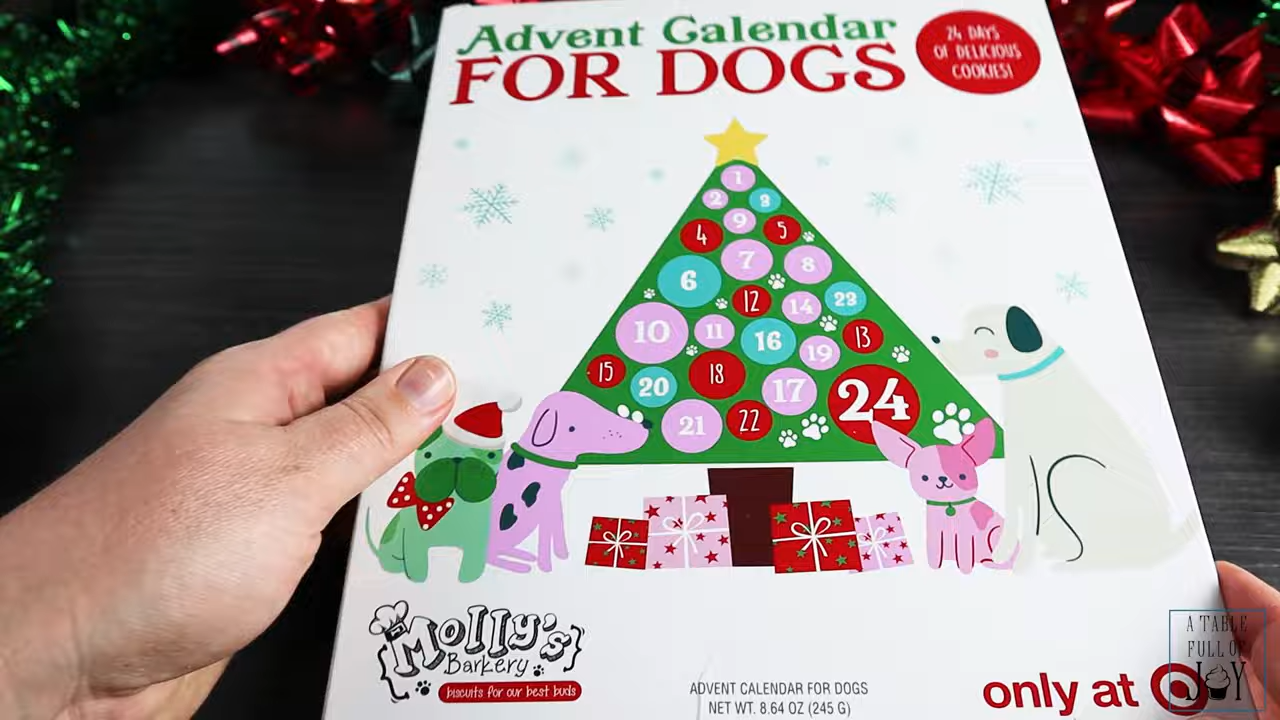 Advent Calendar
FOR DOGS
24 DAYS
OF DELICIOUS
COOKIES!
1
2
3
9
4
5
7
8
6
12
14
23
10
11
16
13
19
15
20
18
17
24
21
22
Molly's
Barkery
biscuits for our best buds
ADVENT CALENDAR FOR DOGS
NET WT. 8.64 OZ (245 G)
only at
A TABLE
FULL OF
JOY